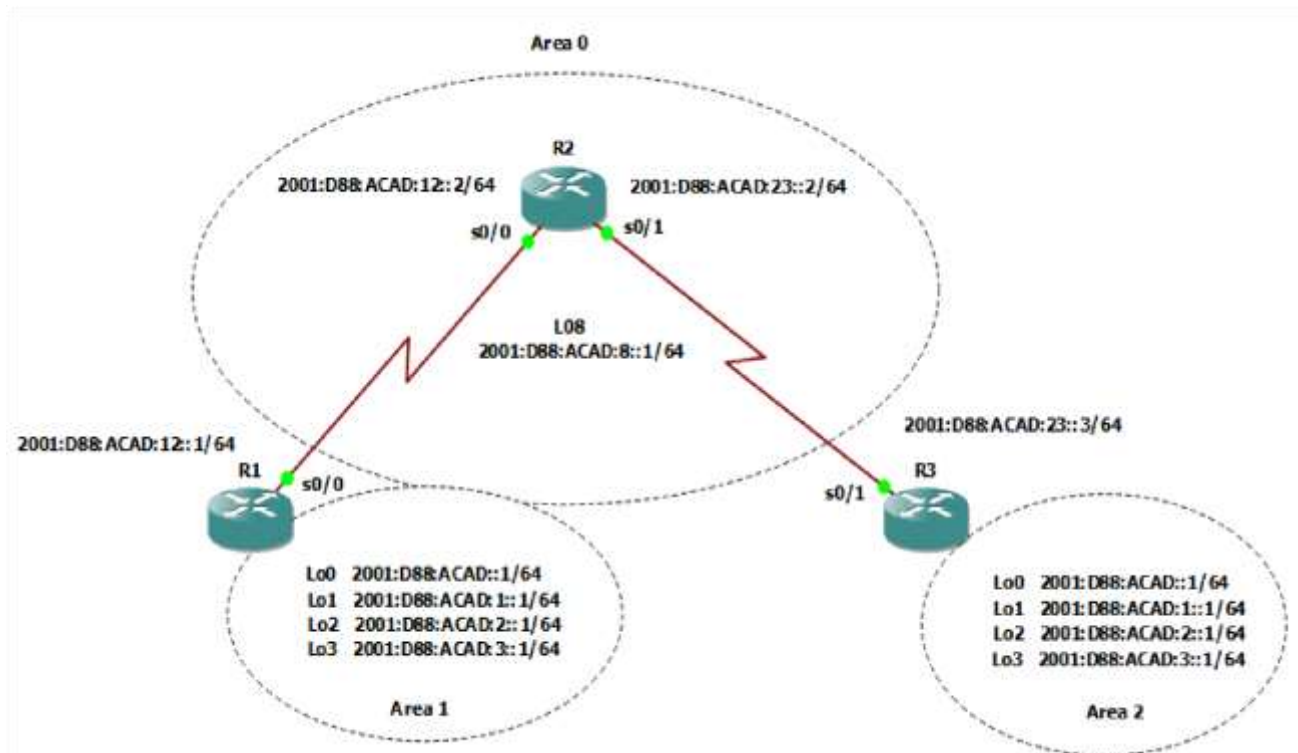 Area 0
R2
2001:D88:ACAD:12::2/64
2001:D88:ACAD:23::2/64
s0/0
s0/1
L08
2001:D88:ACAD:8::1/64
2001:D88:ACAD:12::1/64
R1
s0/0
2001:D88:ACAD:23::3/64
R3
s0/1
Lo0 2001:D88:ACAD::1/64
Lo1 2001:D88:ACAD:1::1/64
Lo2 2001:D88:ACAD:2::1/64
Lo3 2001:D88:ACAD:3::1/64
Area 1
Lo0 2001:D88:ACAD::1/64
Lo1 2001:D88:ACAD:1::1/64
Lo2 2001:D88:ACAD:2::1/64
Lo3 2001:D88:ACAD:3::1/64
Area 2